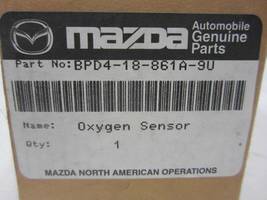 mazda
Automobile
Genuine
Parts
Part No: BPD4-18-861A-9U
Name: Oxygen Sensor
Qty: 1
MAZDA NORTH AMERICAN OPERATIONS